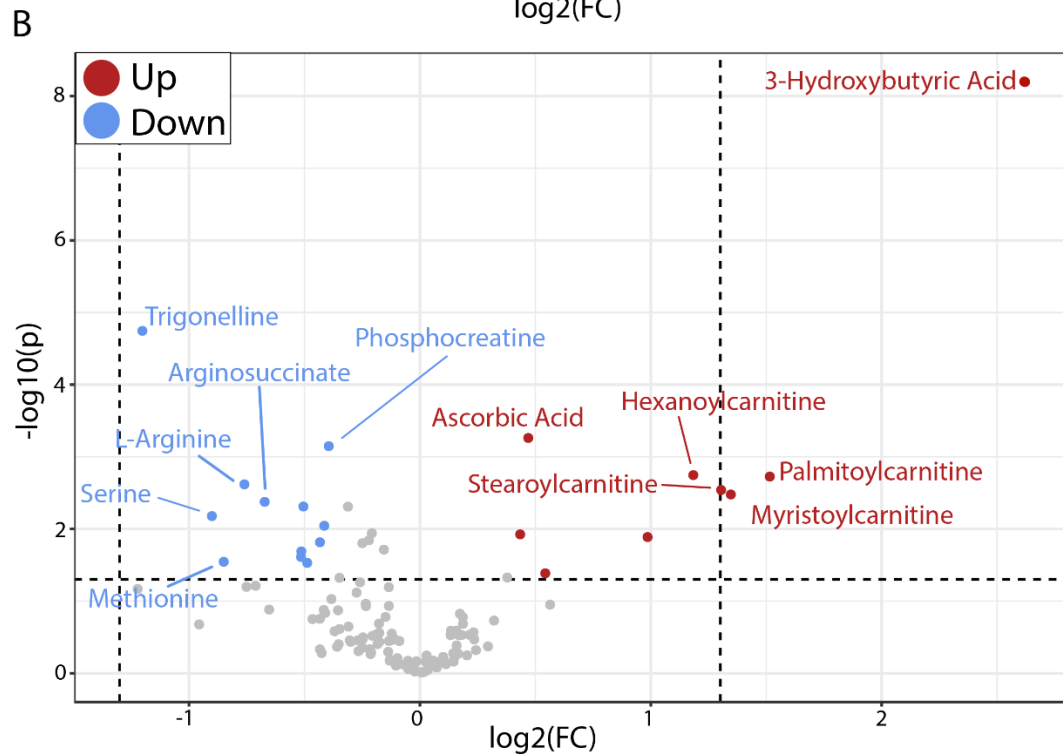 log2(FC)
B
Up
Down
3-Hydroxybutyric Acid
8
6
4
2
0
-log10(p)
Trigonelline
Phosphocreatine
Arginosuccinate
Hexanoylcarnitine
Ascorbic Acid
L-Arginine
Palmitoylcarnitine
Stearoylcarnitine
Serine
Myristoylcarnitine
Methionine
-1
0
1
2
log2(FC)